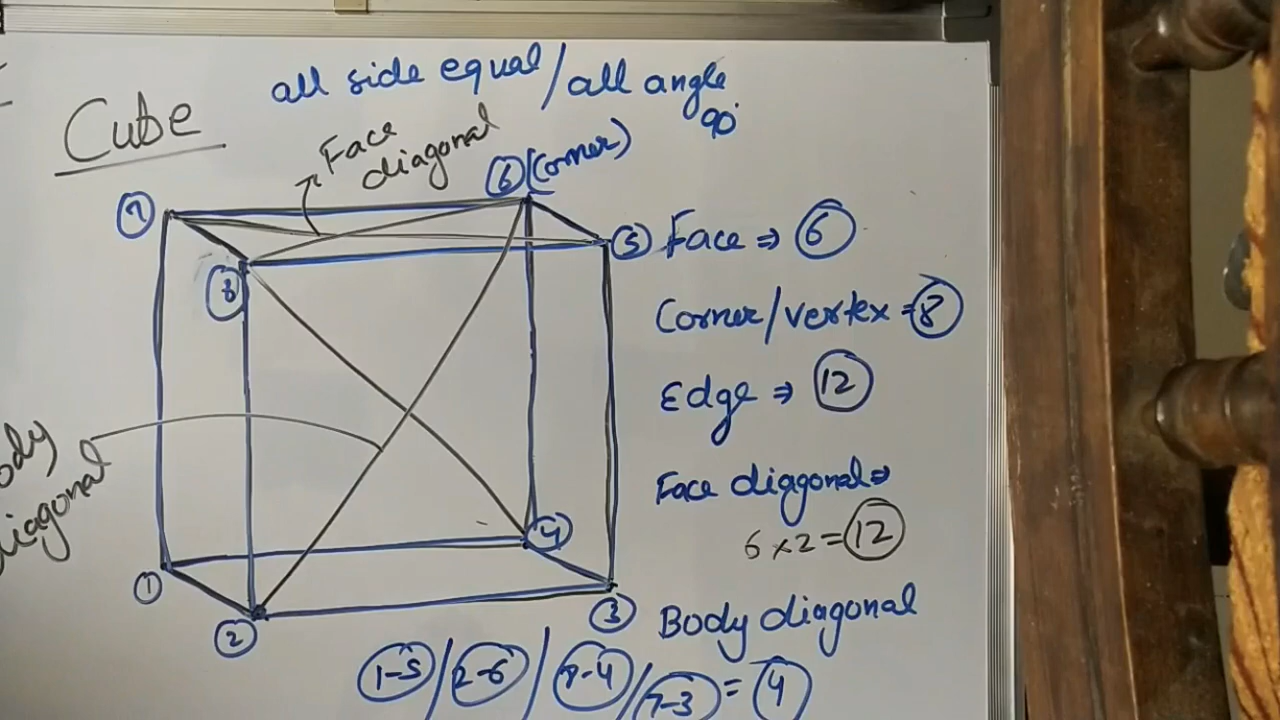 all side equal/all angle
90°
Cube
Face
diagonal
6 (Corner)
7
5
8
Face ⇒ 6
Corner/vertex = 8
Edge ⇒ 12
Face diagonal ⇒
6 × 2 = 12
ody
diagonal
4
1
2
3
Body diagonal
1-5 / 2-6 / 8-4 / 7-3 = 4